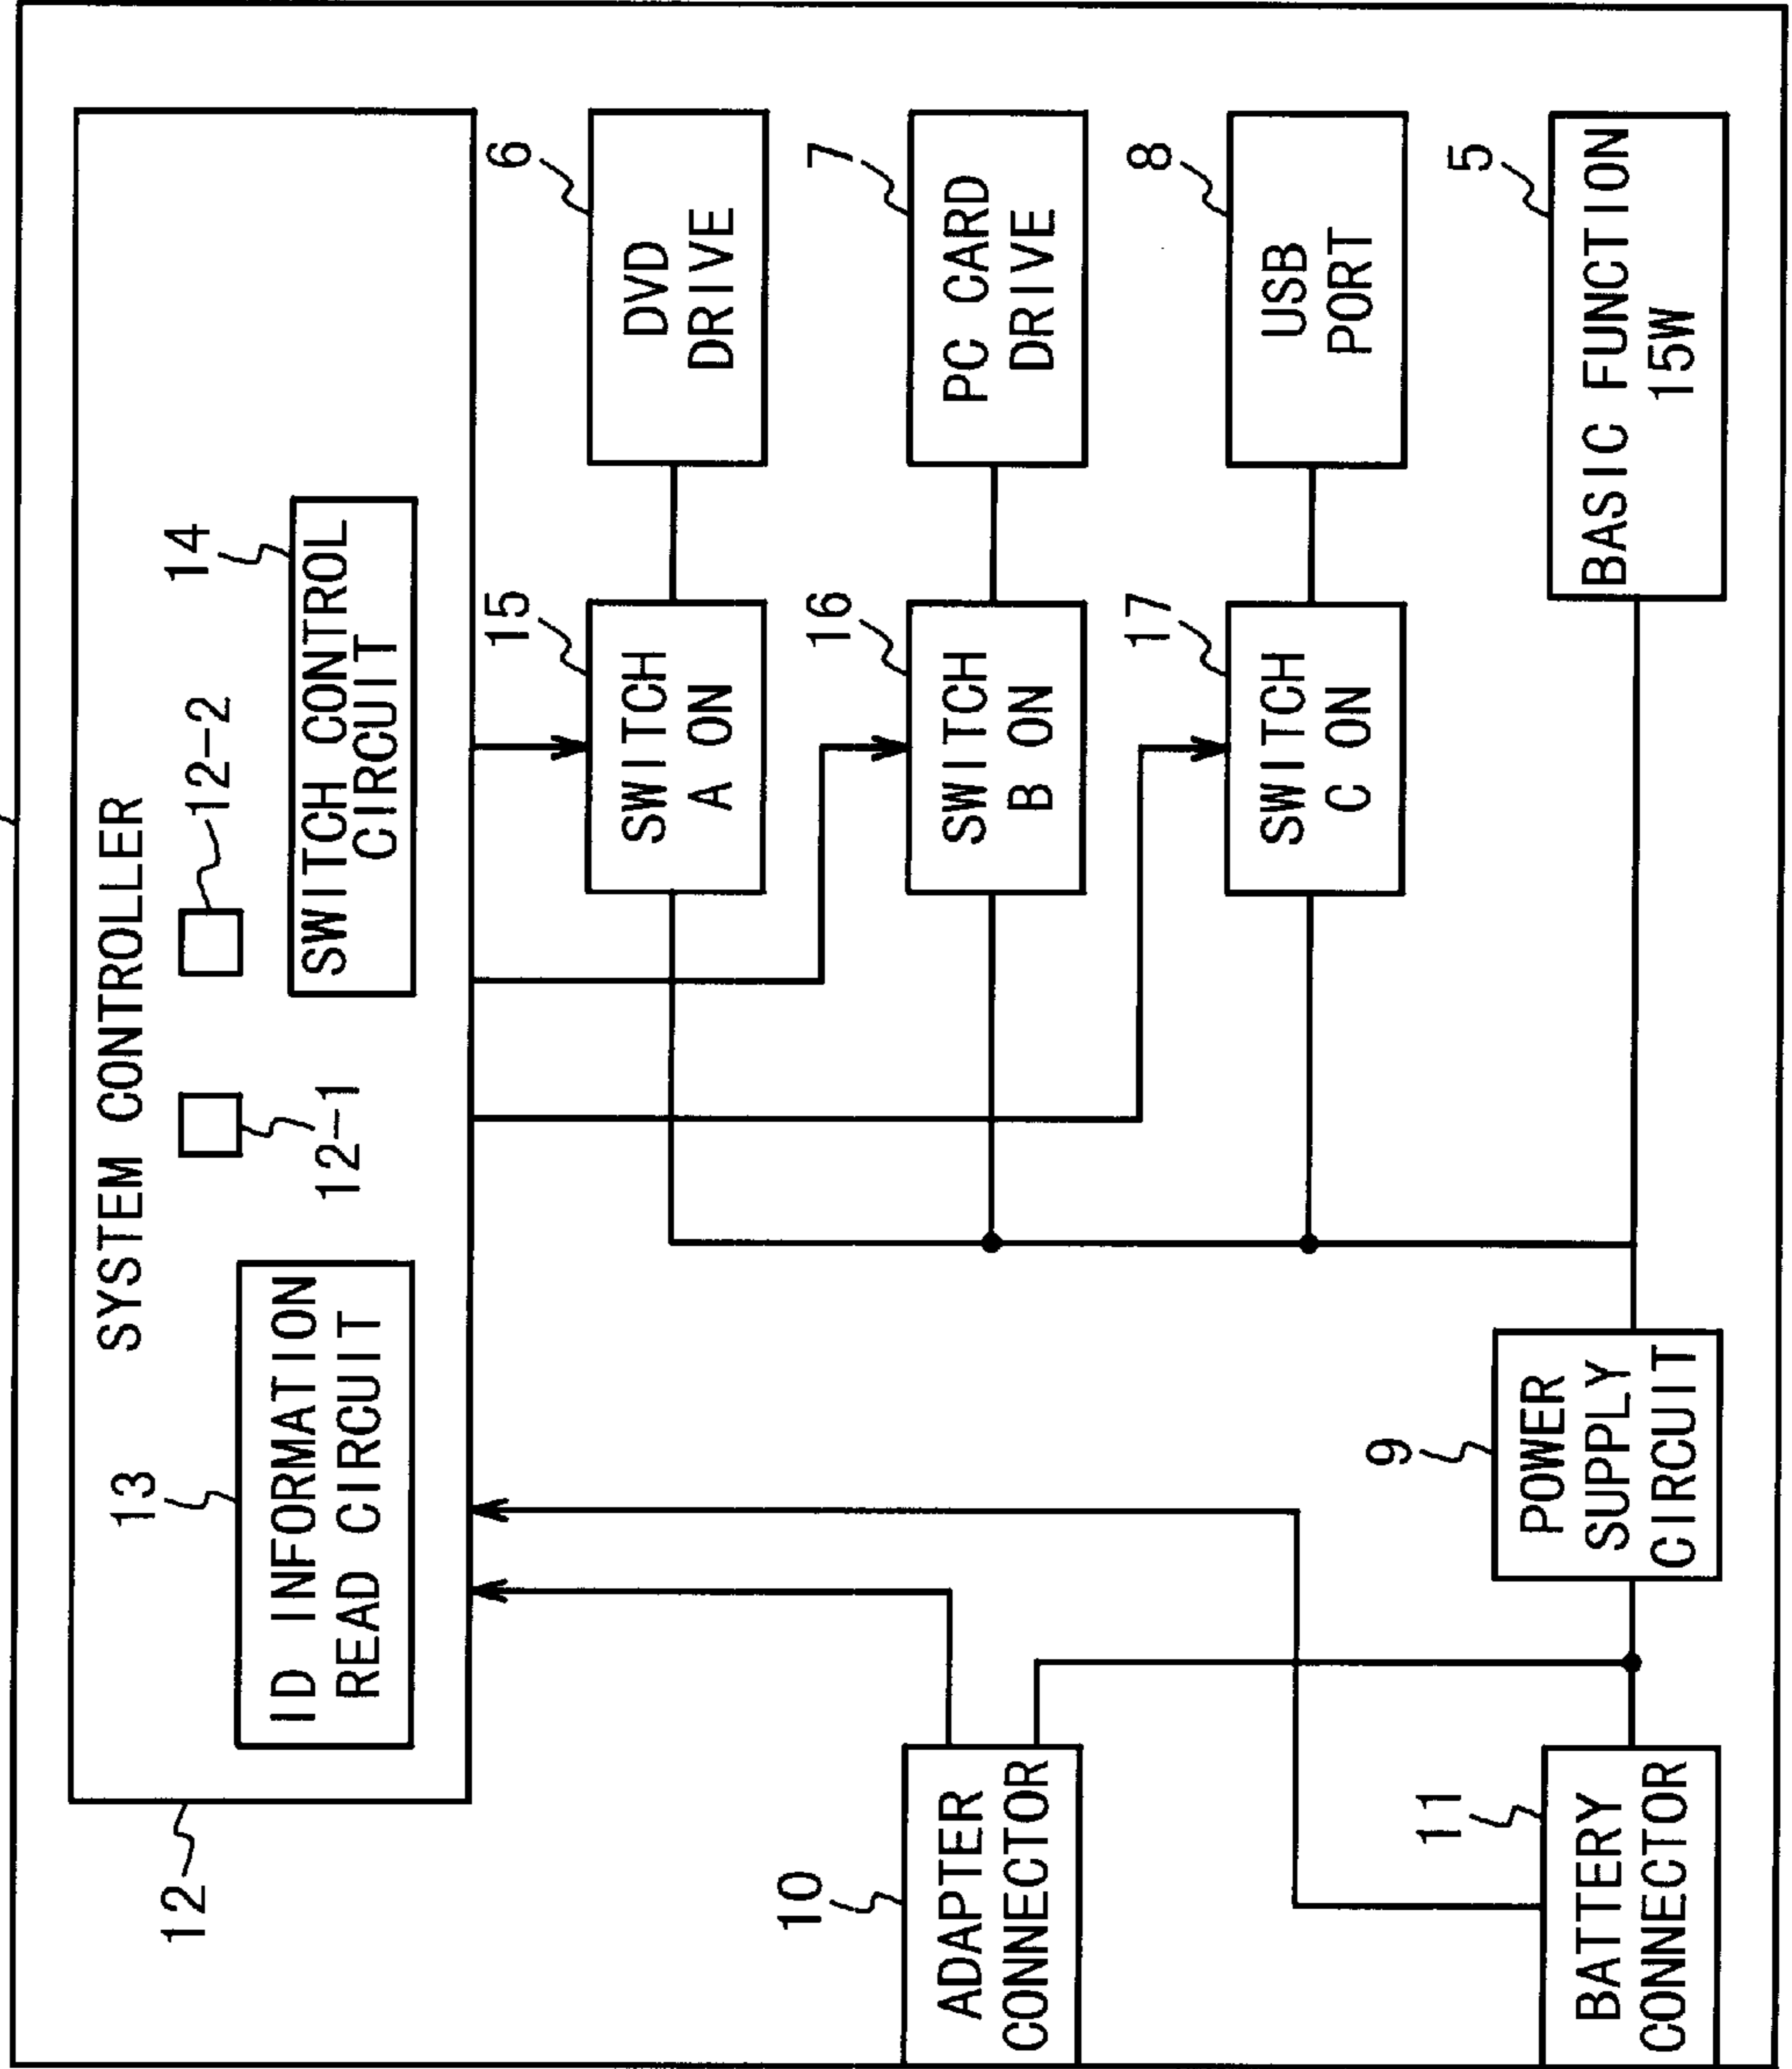 SYSTEM CONTROLLER
12
13
ID INFORMATION
READ CIRCUIT
12-1
12-2
14
SWITCH CONTROL
CIRCUIT
15
SWITCH
A ON
6
DVD
DRIVE
16
SWITCH
B ON
7
PC CARD
DRIVE
17
SWITCH
C ON
8
USB
PORT
10
ADAPTER
CONNECTOR
11
BATTERY
CONNECTOR
9
POWER
SUPPLY
CIRCUIT
5
BASIC FUNCTION
15W